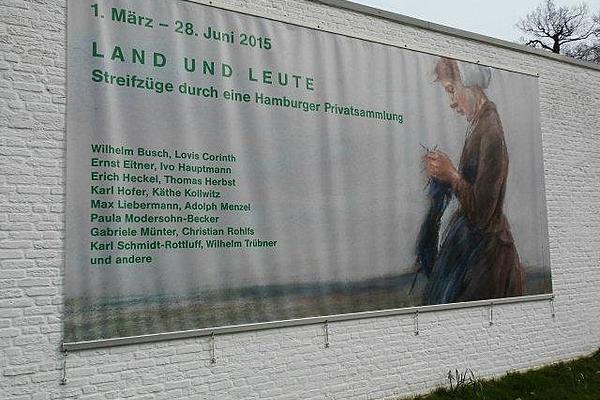 1. März – 28. Juni 2015
LAND UND LEUTE
Streifzüge durch eine Hamburger Privatsammlung
Wilhelm Busch, Lovis Corinth
Ernst Eitner, Ivo Hauptmann
Erich Heckel, Thomas Herbst
Karl Hofer, Käthe Kollwitz
Max Liebermann, Adolph Menzel
Paula Modersohn-Becker
Gabriele Münter, Christian Rohlfs
Karl Schmidt-Rottluff, Wilhelm Trübner
und andere